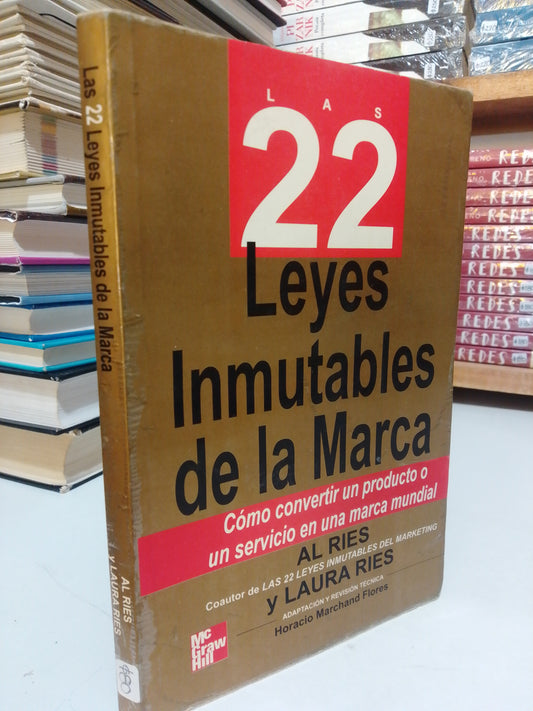 LAS
22
Leyes
Inmutables
de la Marca
Cómo convertir un producto o
un servicio en una marca mundial
AL RIES
Coautor de LAS 22 LEYES INMUTABLES DEL MARKETING
y LAURA RIES
ADAPTACIÓN Y REVISIÓN TÉCNICA
Horacio Marchand Flores
Mc
Graw
Hill
Las 22 Leyes Inmutables de la Marca
AL RIES
y LAURA RIES
REDES
REDES
REDES
REDES
REDES
REDES
REDES
REDES
REDES
REDES